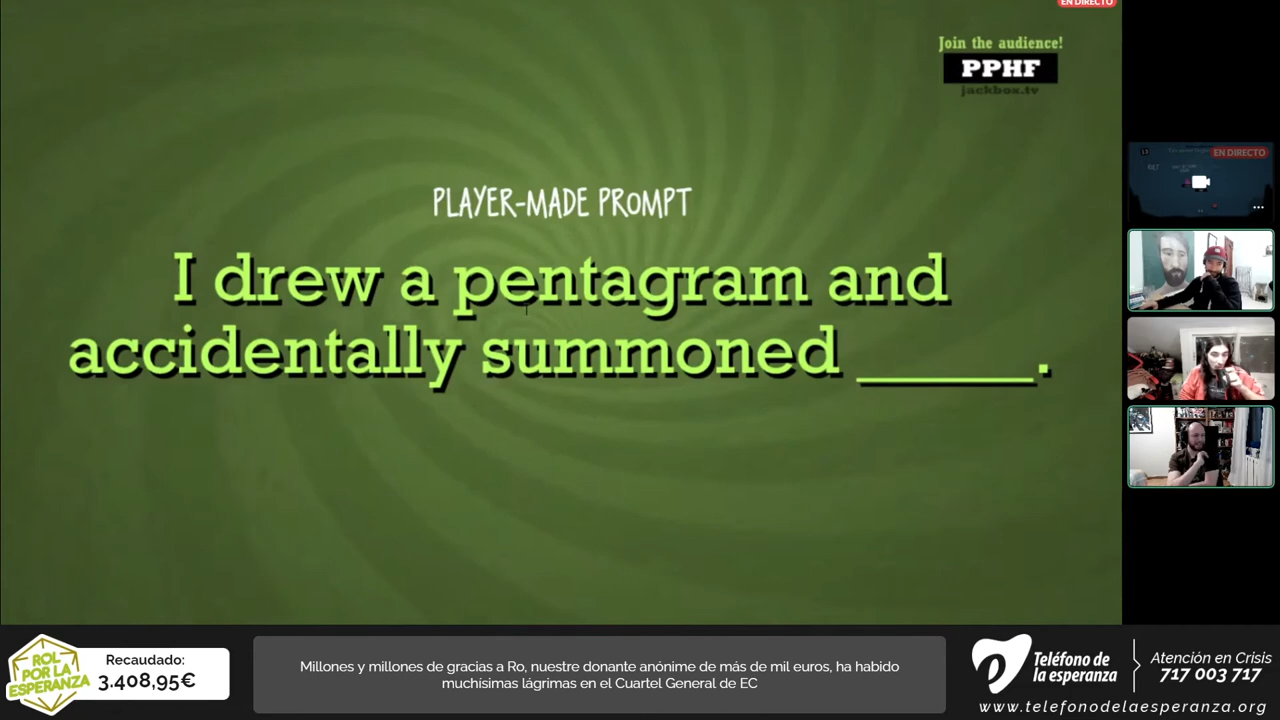 EN DIRECTO
Join the audience!
PPHF
jackbox.tv
PLAYER-MADE PROMPT
I drew a pentagram and
accidentally summoned _____.
EN DIRECTO
ROL
POR LA
ESPERANZA
Recaudado:
3.408,95€
Millones y millones de gracias a Ro, nuestre donante anónime de más de mil euros, ha habido
muchísimas lágrimas en el Cuartel General de EC
Teléfono de
la esperanza
Atención en Crisis
717 003 717
www.telefonodelaesperanza.org